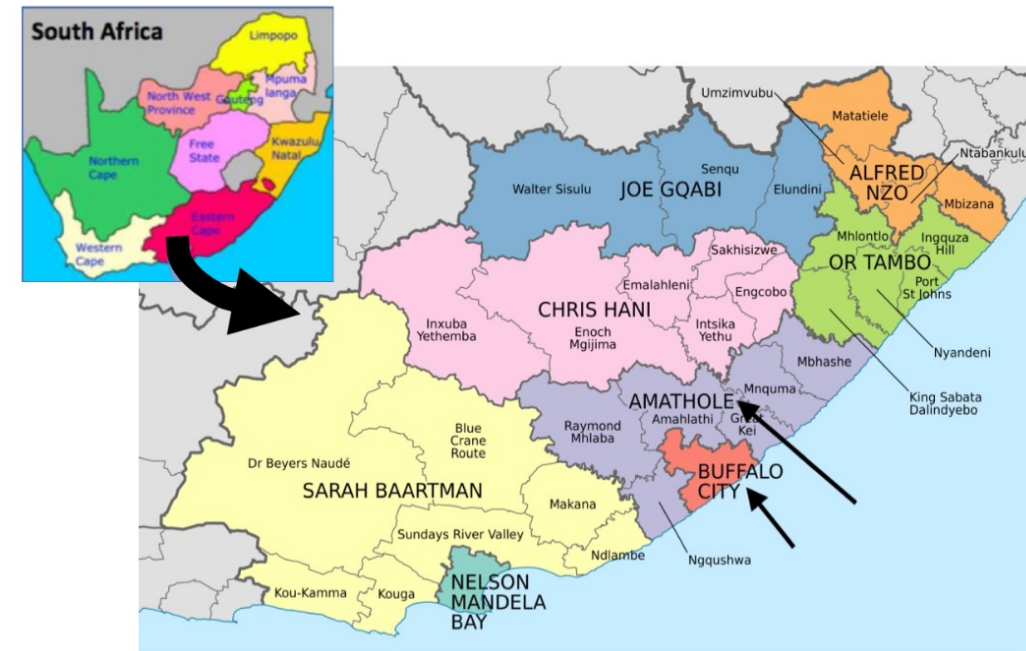 South Africa
Limpopo
North West
Province
Gauteng
Mpuma
langa
Northern
Cape
Free
State
Kwazulu
Natal
Western
Cape
Eastern
Cape
Umzimvubu
Matatiele
ALFRED
NZO
Ntabankulu
Mbizana
Walter Sisulu
JOE GQABI
Senqu
Elundini
Mhlontlo
Ingquza
Hill
OR TAMBO
Port
St Johns
Nyandeni
King Sabata
Dalindyebo
Sakhisizwe
Emalahleni
Engcobo
CHRIS HANI
Inxuba
Yethemba
Enoch
Mgijima
Intsika
Yethu
Mbhashe
Mnquma
AMATHOLE
Amahlathi
Great
Kei
Raymond
Mhlaba
BUFFALO
CITY
Ngqushwa
Blue
Crane
Route
Dr Beyers Naudé
SARAH BAARTMAN
Makana
Sundays River Valley
Ndlambe
Kou-Kamma
Kouga
NELSON
MANDELA
BAY